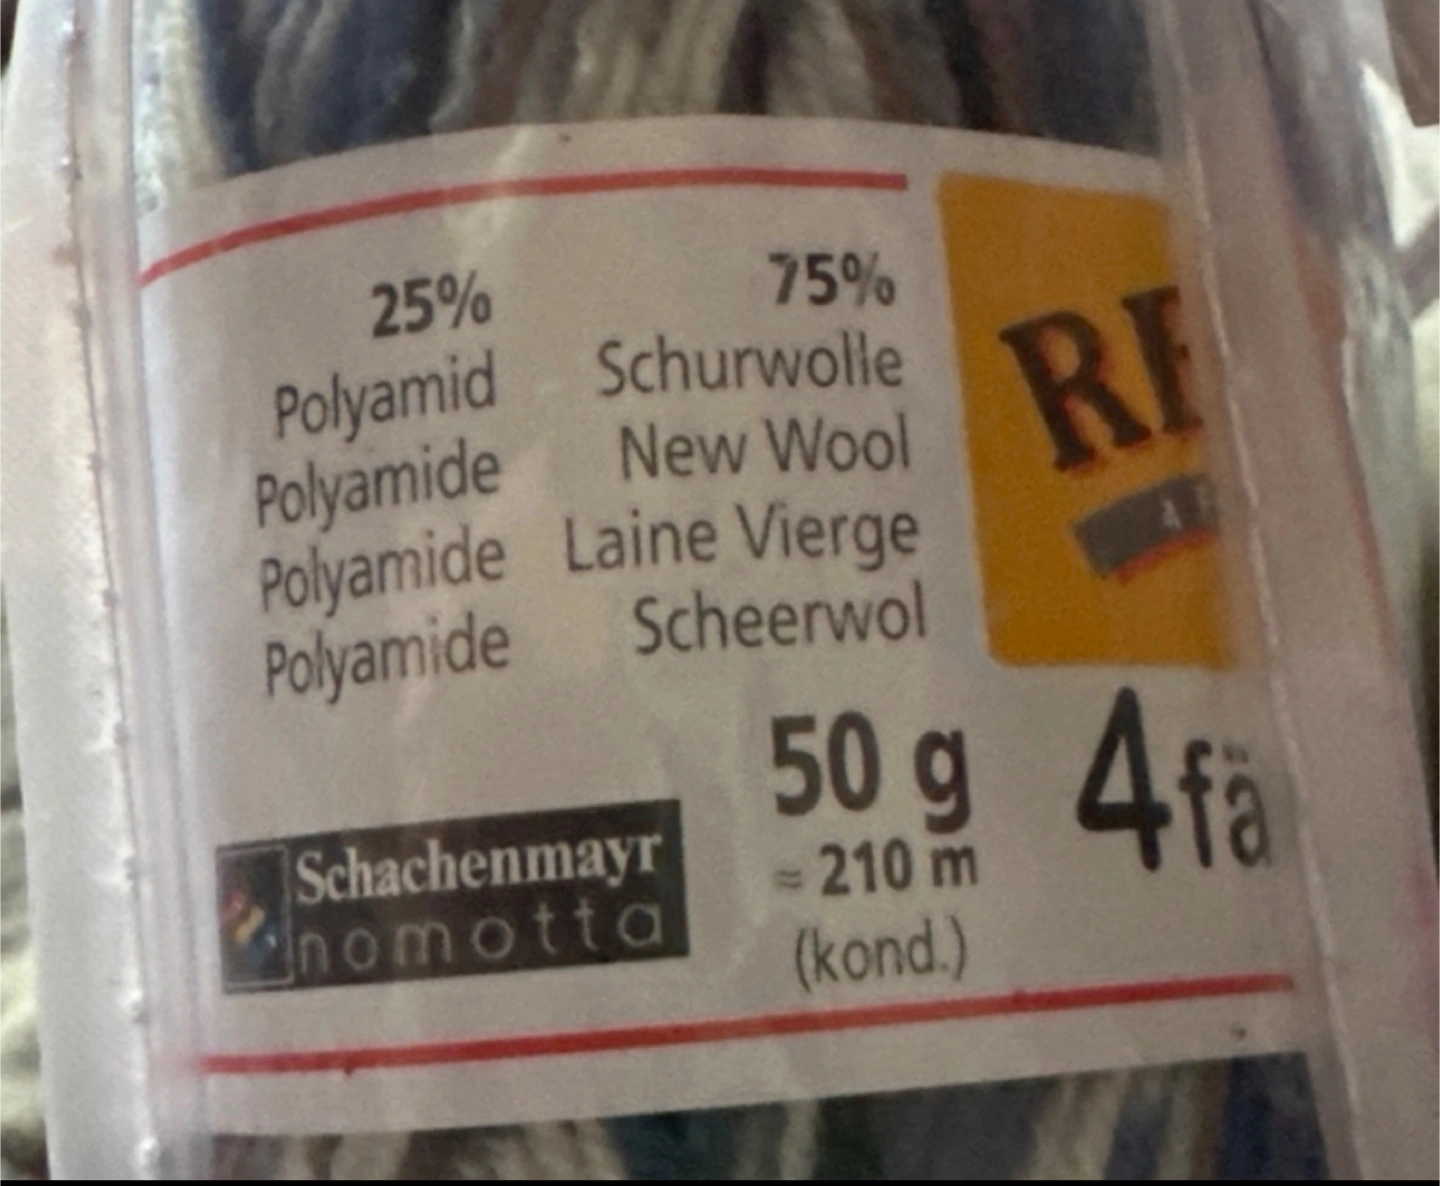 25%
Polyamid
Polyamide
Polyamide
Polyamide
75%
Schurwolle
New Wool
Laine Vierge
Scheerwol
50 g
≈ 210 m
(kond.)
4fä
Schachenmayr
nomotta